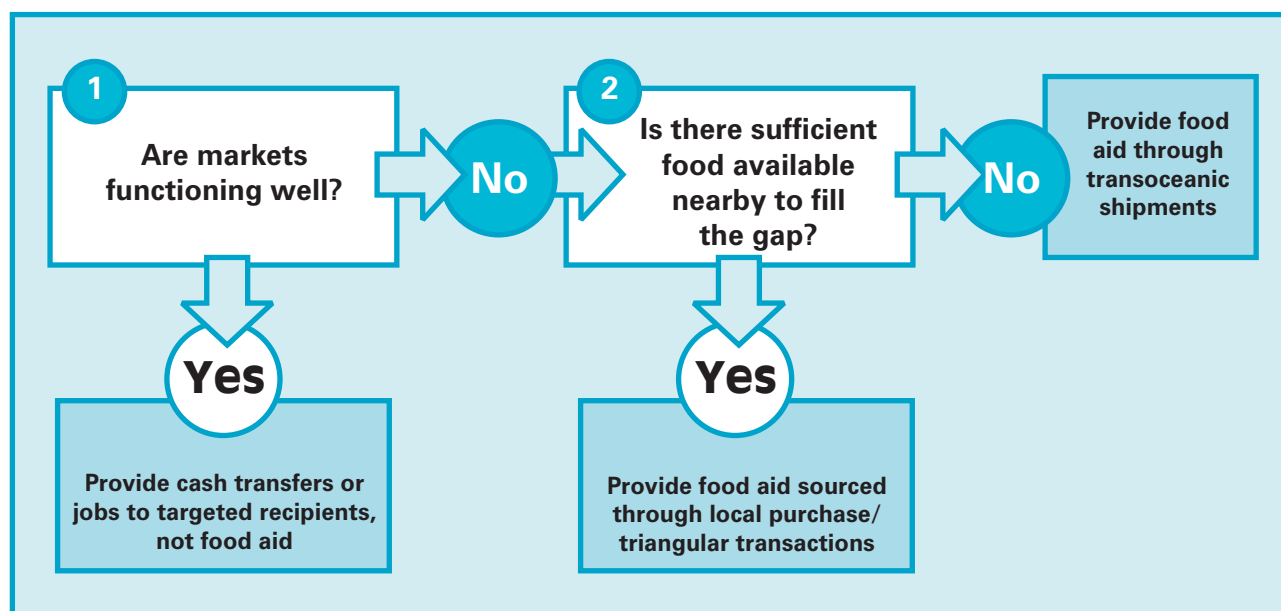 1
Are markets
functioning well?
No
2
Is there sufficient
food available
nearby to fill
the gap?
No
Provide food
aid through
transoceanic
shipments
Yes
Provide cash transfers or
jobs to targeted recipients,
not food aid
Yes
Provide food aid sourced
through local purchase/
triangular transactions